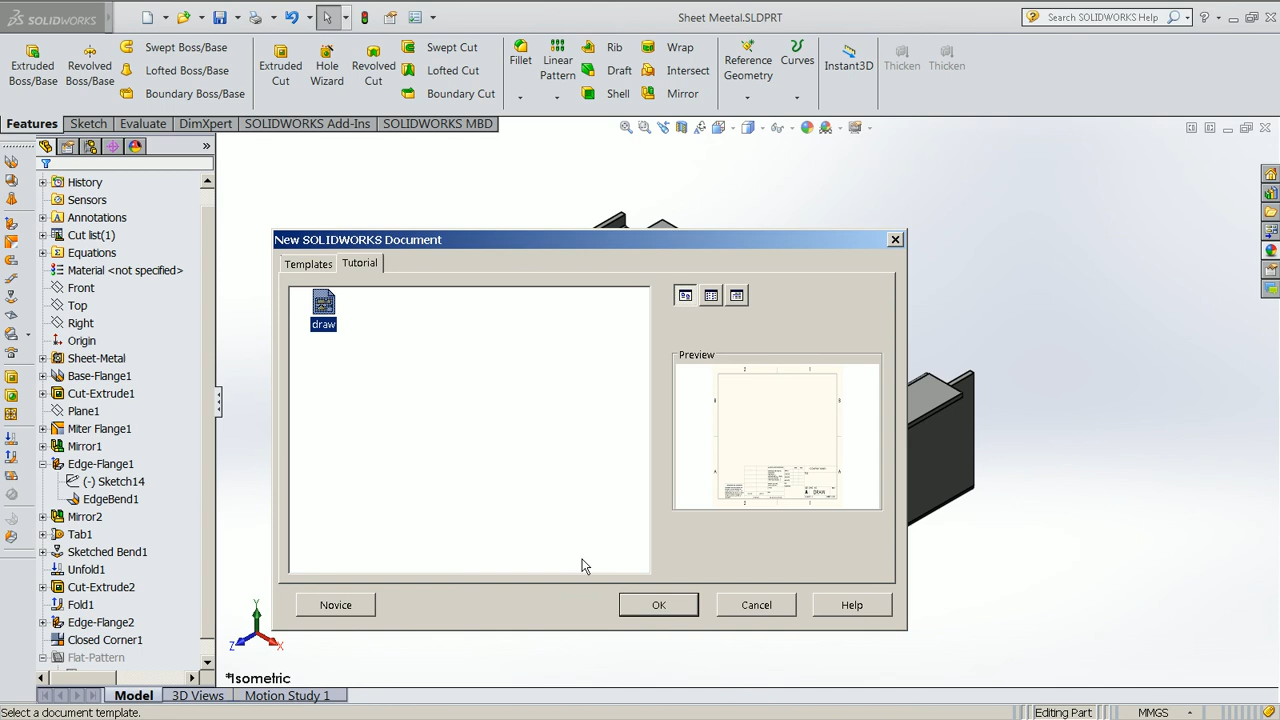 SOLIDWORKS
Sheet Meetal.SLDPRT
Search SOLIDWORKS Help
Extruded Boss/Base
Revolved Boss/Base
Swept Boss/Base
Lofted Boss/Base
Boundary Boss/Base
Extruded Cut
Hole Wizard
Revolved Cut
Swept Cut
Lofted Cut
Boundary Cut
Fillet
Linear Pattern
Rib
Draft
Shell
Wrap
Intersect
Mirror
Reference Geometry
Curves
Instant3D
Thicken
Thicken
Features
Sketch
Evaluate
DimXpert
SOLIDWORKS Add-Ins
SOLIDWORKS MBD
History
Sensors
Annotations
Cut list(1)
Equations
Material <not specified>
Front
Top
Right
Origin
Sheet-Metal
Base-Flange1
Cut-Extrude1
Plane1
Miter Flange1
Mirror1
Edge-Flange1
(-) Sketch14
EdgeBend1
Mirror2
Tab1
Sketched Bend1
Unfold1
Cut-Extrude2
Fold1
Edge-Flange2
Closed Corner1
Flat-Pattern
New SOLIDWORKS Document
Templates
Tutorial
draw
Preview
2
1
B
B
A
A
A
DRAW
2
1
Novice
OK
Cancel
Help
Y
Z
X
*Isometric
Model
3D Views
Motion Study 1
Select a document template.
Editing Part
MMGS